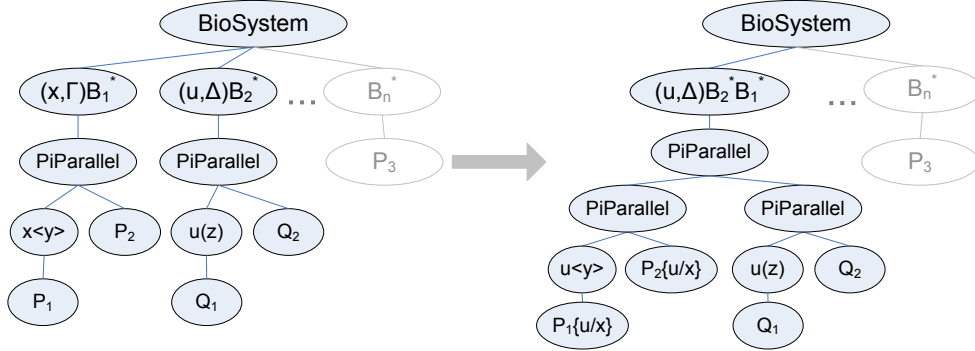 BioSystem
(x,Γ)B₁*
(u,Δ)B₂*
...
Bₙ*
PiParallel
PiParallel
P₃
x<y>
P₂
u(z)
Q₂
P₁
Q₁
BioSystem
(u,Δ)B₂*B₁*
...
Bₙ*
PiParallel
P₃
PiParallel
PiParallel
u<y>
P₂{u/x}
u(z)
Q₂
P₁{u/x}
Q₁